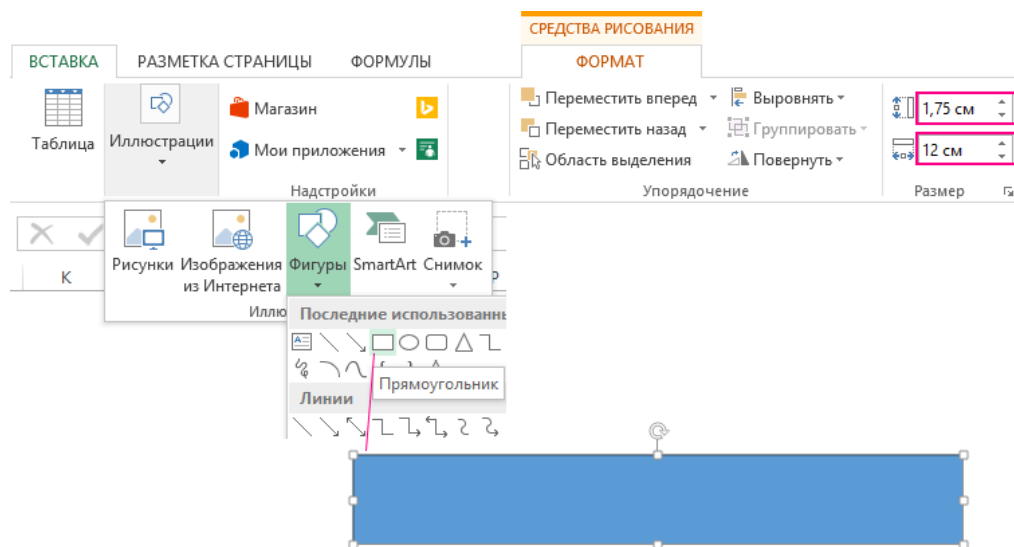 СРЕДСТВА РИСОВАНИЯ
ВСТАВКА РАЗМЕТКА СТРАНИЦЫ ФОРМУЛЫ ФОРМАТ
Таблица
Иллюстрации
Магазин
Мои приложения
Надстройки
Переместить вперед
Переместить назад
Область выделения
Выровнять
Группировать
Повернуть
Упорядочение
1,75 см
12 см
Размер
K
P
Рисунки
Изображения
из Интернета
Фигуры
SmartArt
Снимок
Иллю
Последние использованны
Прямоугольник
Линии